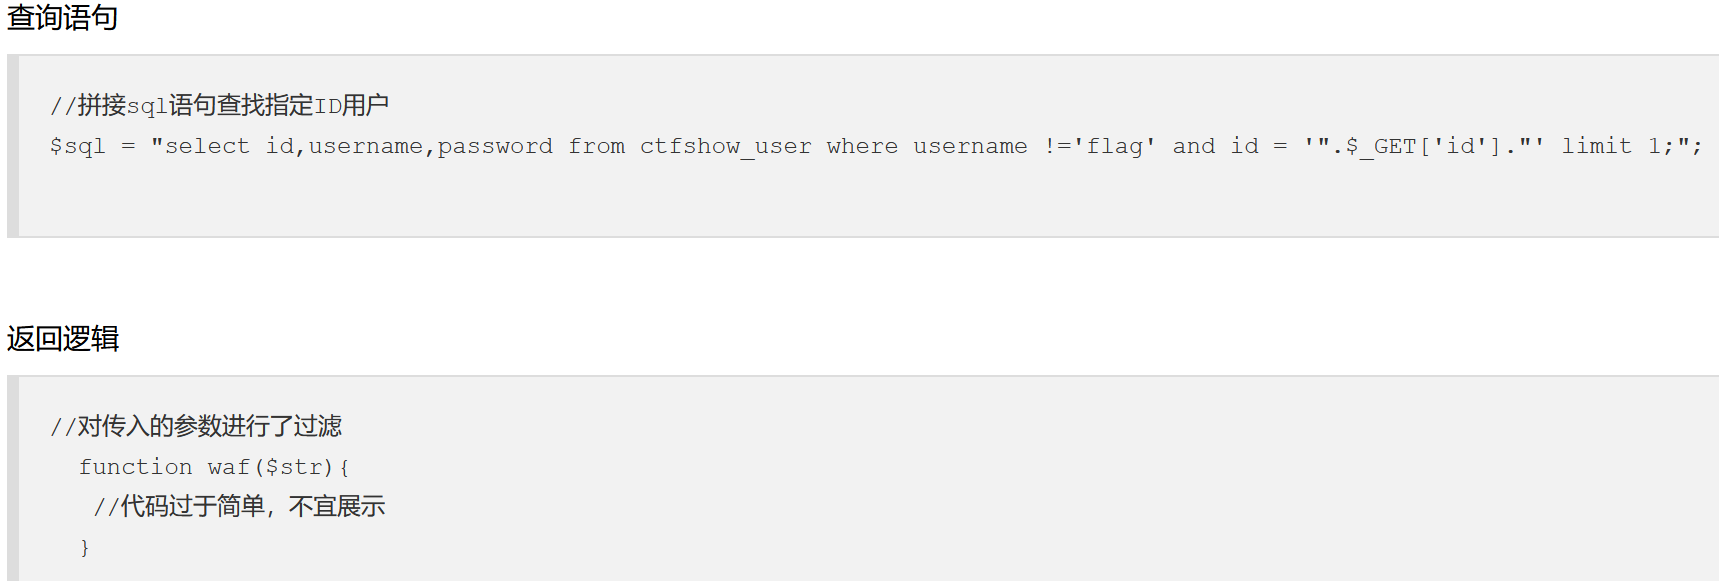 查询语句
//拼接sql语句查找指定ID用户
$sql = "select id,username,password from ctfshow_user where username !='flag' and id = '".$_GET['id']."' limit 1;";
返回逻辑
//对传入的参数进行了过滤
function waf($str){
//代码过于简单，不宜展示
}